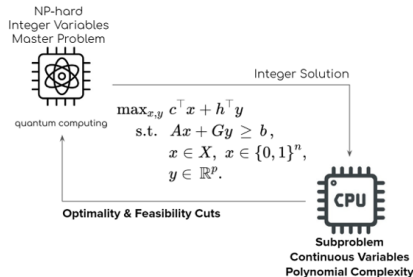 NP-hard
Integer Variables
Master Problem
Integer Solution
quantum computing
max_{x,y} c^⊤x + h^⊤y
s.t. Ax + Gy ≥ b,
x ∈ X, x ∈ {0,1}^n,
y ∈ ℝ^p.
CPU
Optimality & Feasibility Cuts
Subproblem
Continuous Variables
Polynomial Complexity